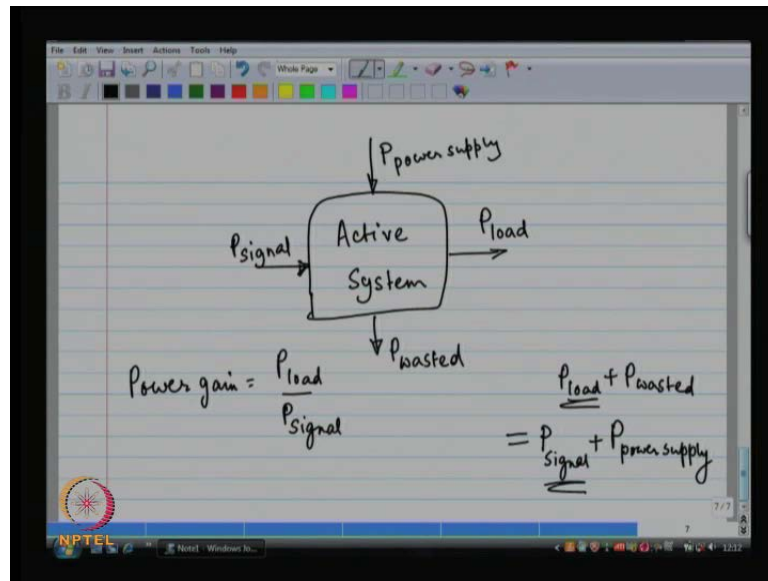 File Edit View Insert Actions Tools Help
Whole Page
B I
P power supply
P signal
Active
System
P load
P wasted
Power gain = P load / P signal
P load + P wasted
= P signal + P power supply
7/7
7
NPTEL
Note1 - Windows Jo...
12:12